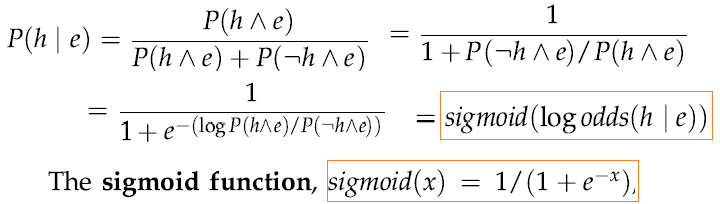 P(h | e) = P(h ∧ e) / (P(h ∧ e) + P(¬h ∧ e)) = 1 / (1 + P(¬h ∧ e)/P(h ∧ e))
= 1 / (1 + e^−(log P(h∧e)/P(¬h∧e))) = sigmoid(log odds(h | e))
The sigmoid function, sigmoid(x) = 1/(1 + e^−x),